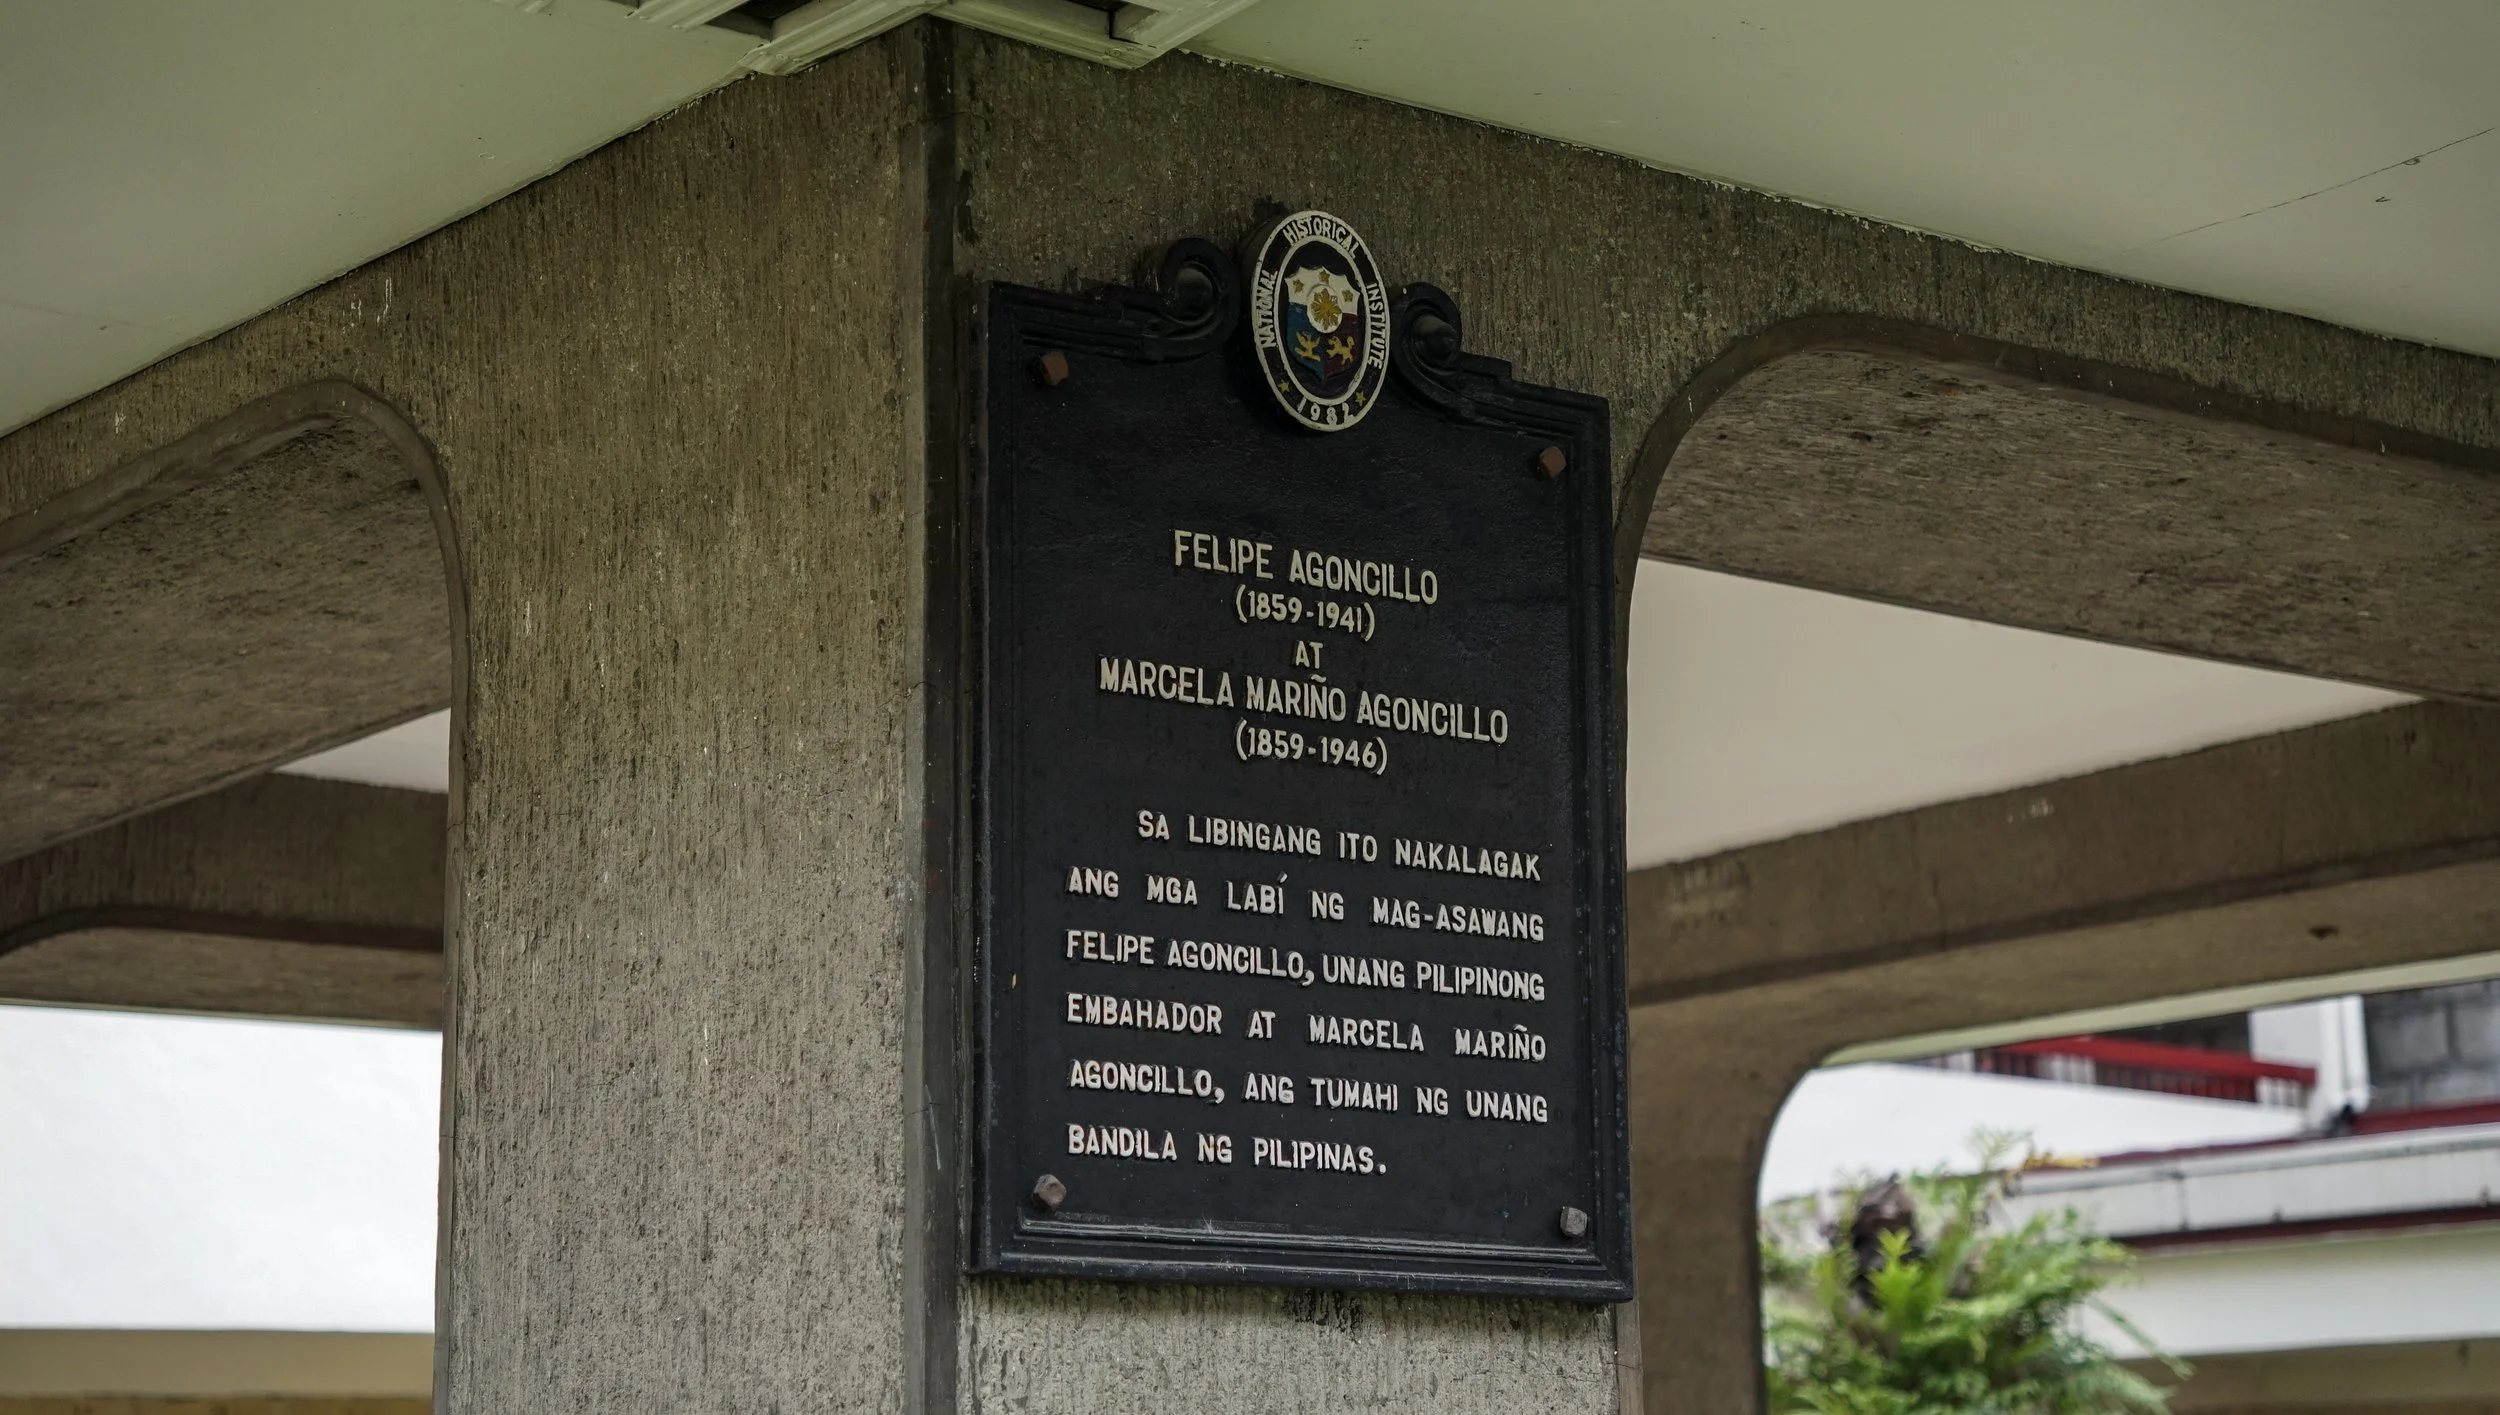 NATIONAL HISTORICAL INSTITUTE
1982
FELIPE AGONCILLO
(1859-1941)
AT
MARCELA MARIÑO AGONCILLO
(1859-1946)
SA LIBINGANG ITO NAKALAGAK
ANG MGA LABÍ NG MAG-ASAWANG
FELIPE AGONCILLO, UNANG PILIPINONG
EMBAHADOR AT MARCELA MARIÑO
AGONCILLO, ANG TUMAHI NG UNANG
BANDILA NG PILIPINAS.